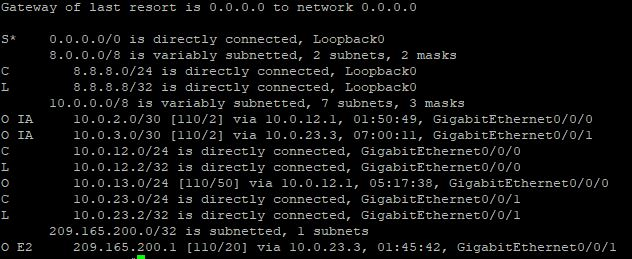 Gateway of last resort is 0.0.0.0 to network 0.0.0.0
S*    0.0.0.0/0 is directly connected, Loopback0
      8.0.0.0/8 is variably subnetted, 2 subnets, 2 masks
C        8.8.8.0/24 is directly connected, Loopback0
L        8.8.8.8/32 is directly connected, Loopback0
      10.0.0.0/8 is variably subnetted, 7 subnets, 3 masks
O IA     10.0.2.0/30 [110/2] via 10.0.12.1, 01:50:49, GigabitEthernet0/0/0
O IA     10.0.3.0/30 [110/2] via 10.0.23.3, 07:00:11, GigabitEthernet0/0/1
C        10.0.12.0/24 is directly connected, GigabitEthernet0/0/0
L        10.0.12.2/32 is directly connected, GigabitEthernet0/0/0
O        10.0.13.0/24 [110/50] via 10.0.12.1, 05:17:38, GigabitEthernet0/0/0
C        10.0.23.0/24 is directly connected, GigabitEthernet0/0/1
L        10.0.23.2/32 is directly connected, GigabitEthernet0/0/1
      209.165.200.0/32 is subnetted, 1 subnets
O E2     209.165.200.1 [110/20] via 10.0.23.3, 01:45:42, GigabitEthernet0/0/1